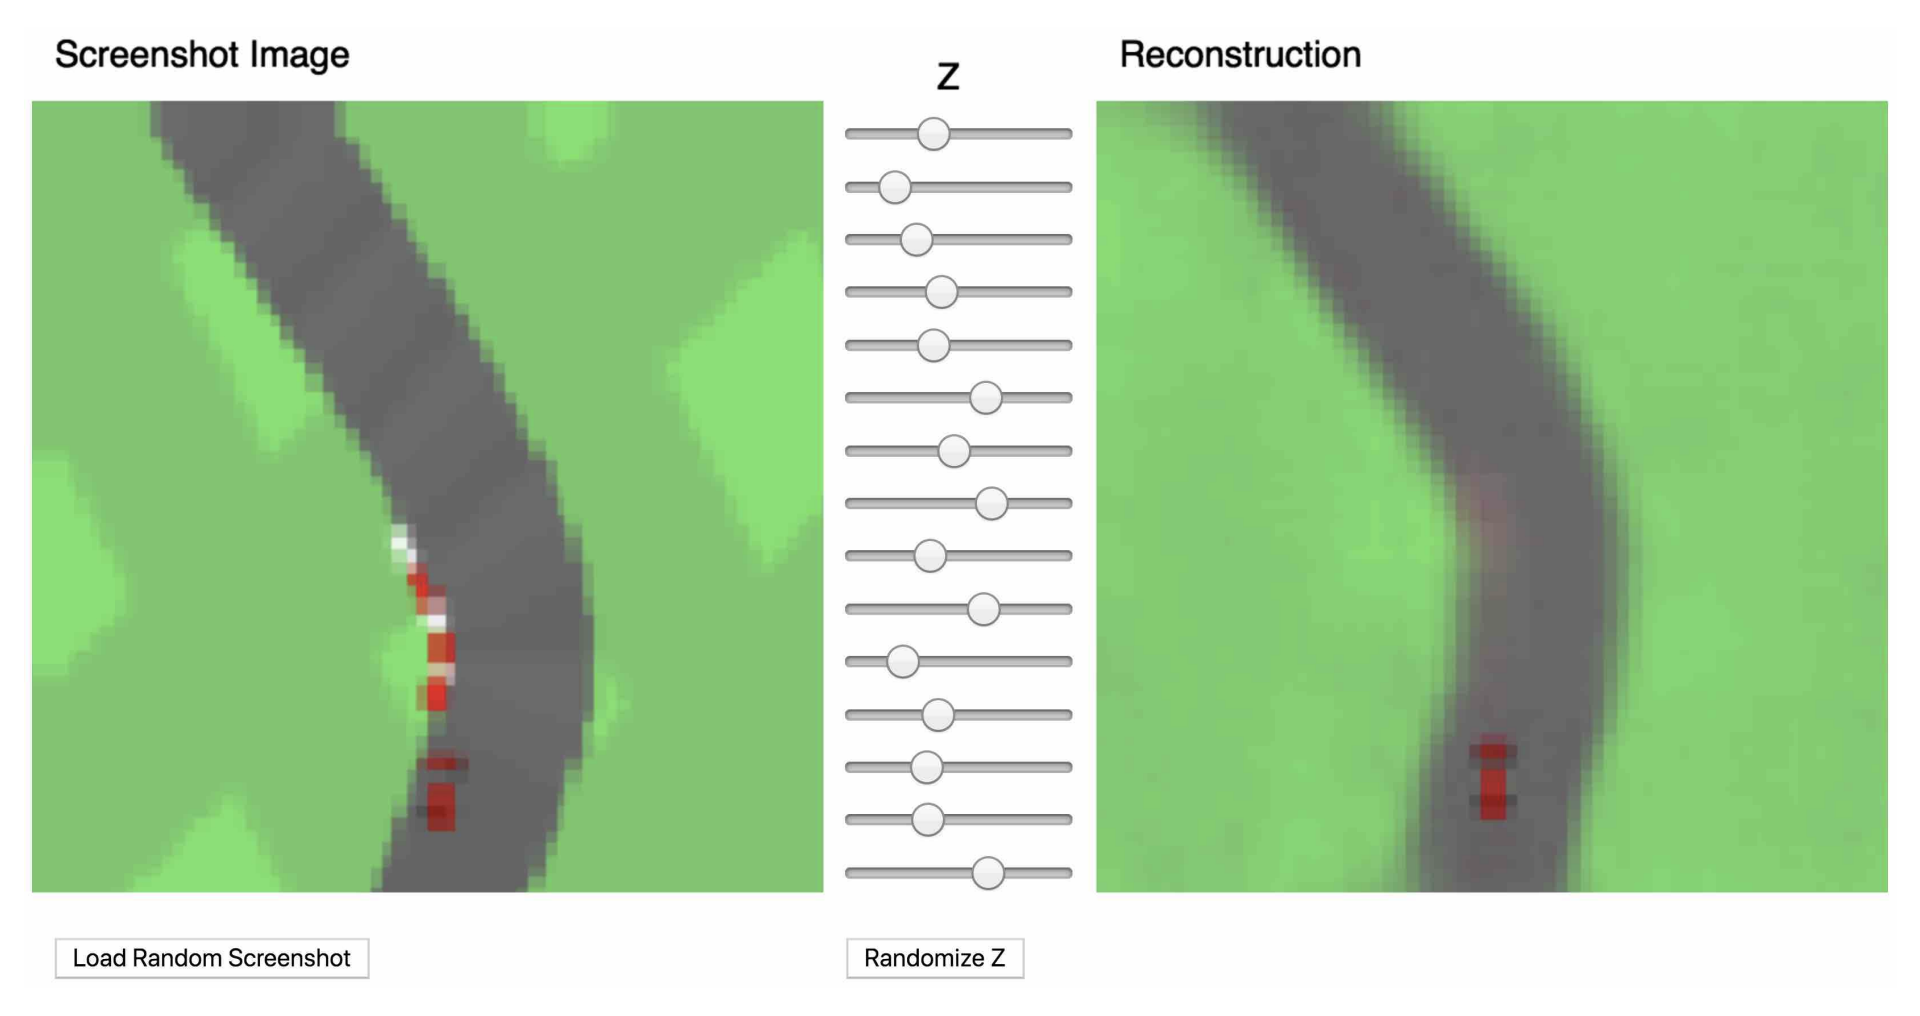 Screenshot Image
Z
Reconstruction
Load Random Screenshot
Randomize Z